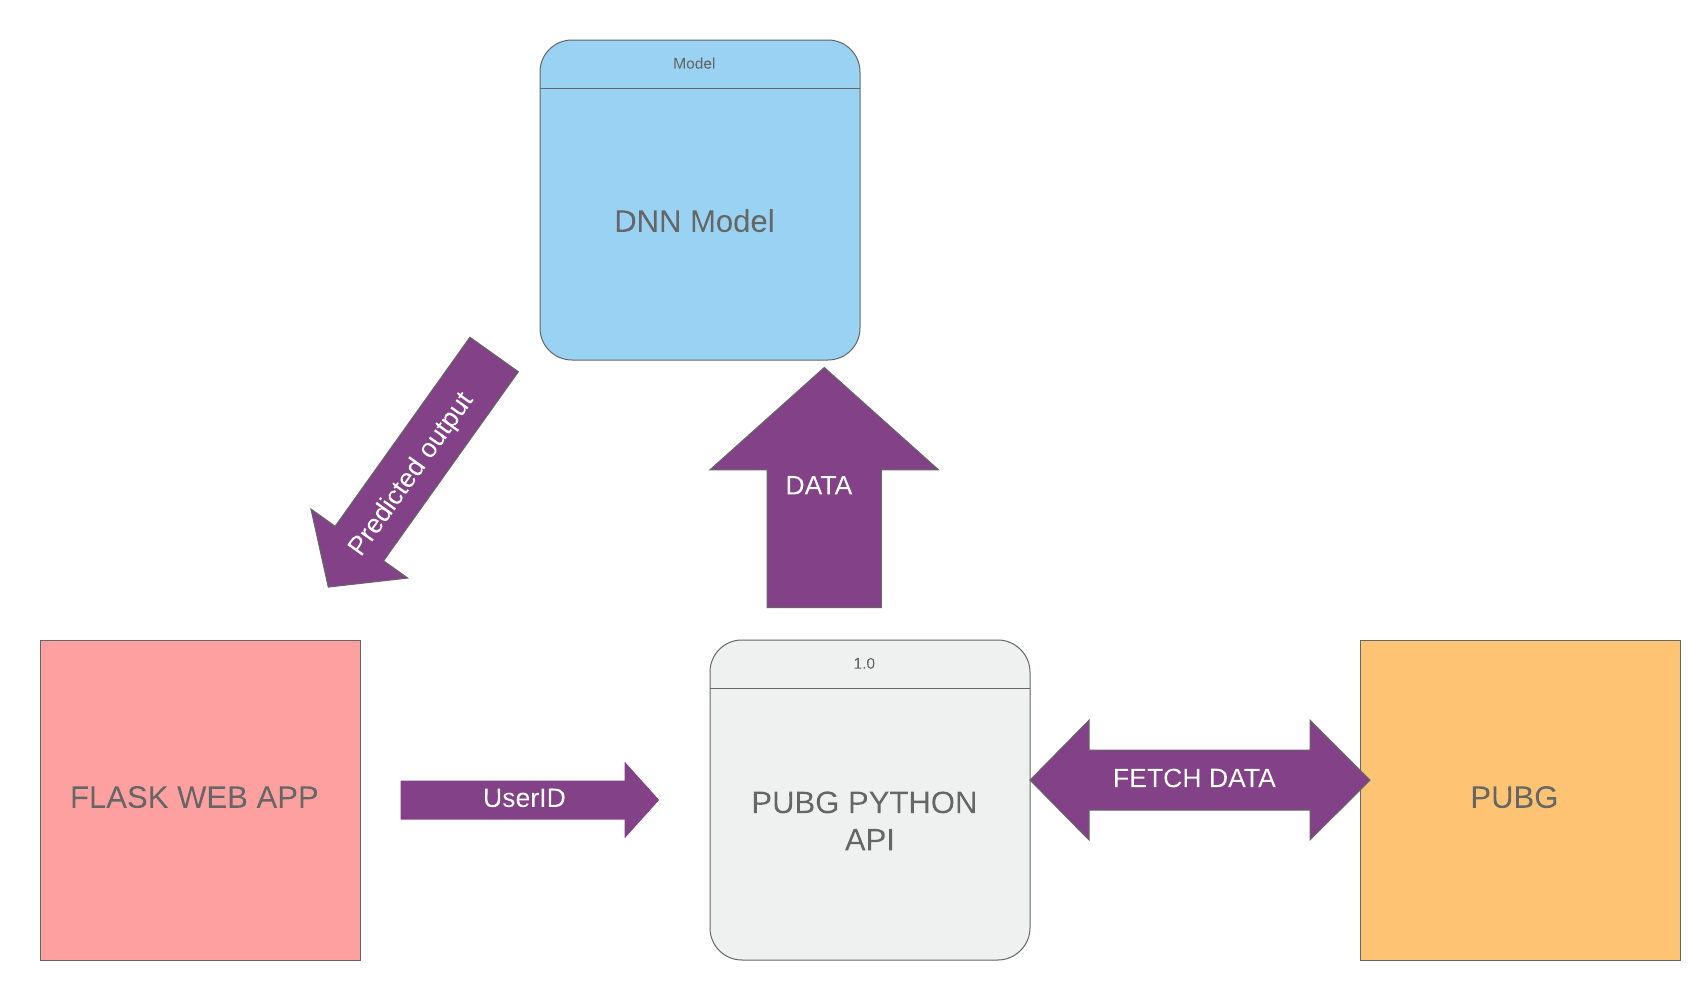 Model
DNN Model
Predicted output
DATA
1.0
FLASK WEB APP
UserID
PUBG PYTHON
API
FETCH DATA
PUBG